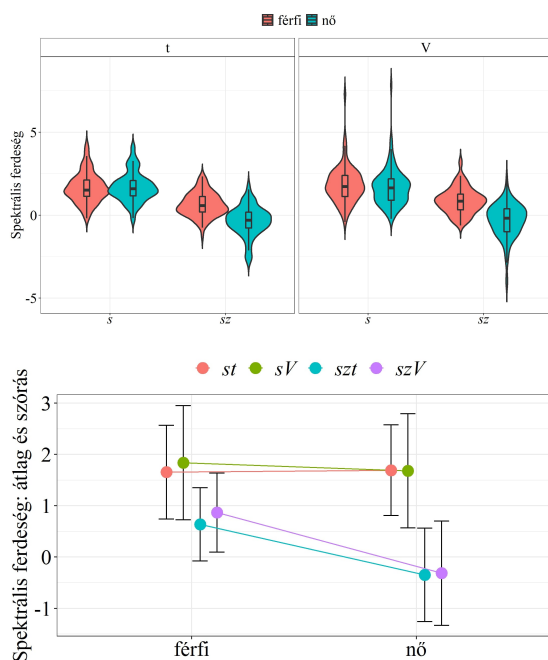 férfi nő
t V
Spektrális ferdeség
5
0
-5
s sz s sz
st sV szt szV
Spektrális ferdeség: átlag és szórás
3
2
1
0
-1
férfi nő